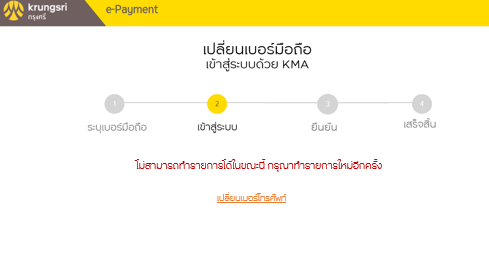 krungsri
กรุงศรี
e-Payment
เปลี่ยนเบอร์มือถือ
เข้าสู่ระบบด้วย KMA
1 2 3 4
ระบุเบอร์มือถือ เข้าสู่ระบบ ยืนยัน เสร็จสิ้น
ไม่สามารถทำรายการได้ในขณะนี้ กรุณาทำรายการใหม่อีกครั้ง
เปลี่ยนเบอร์โทรศัพท์